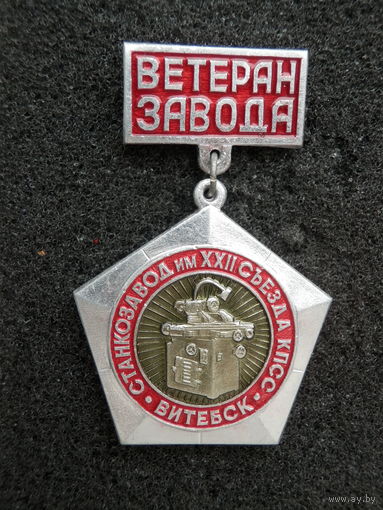 ВЕТЕРАН
ЗАВОДА
СТАНКОЗАВОД ИМ XXII СЪЕЗДА КПСС
• ВИТЕБСК •
www.ay.by